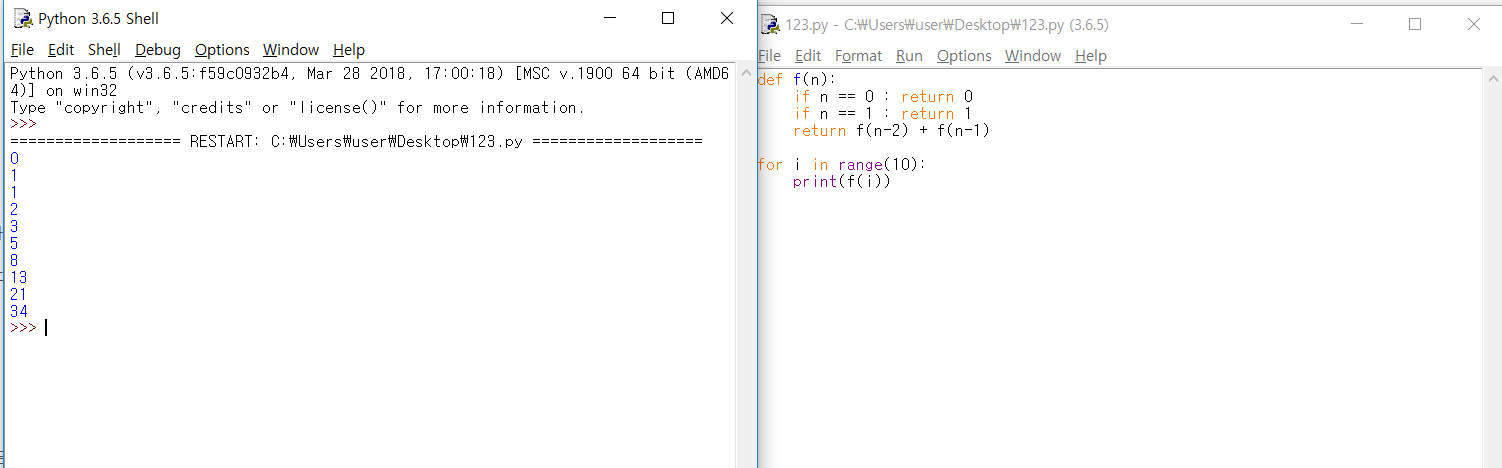 Python 3.6.5 Shell
File Edit Shell Debug Options Window Help
Python 3.6.5 (v3.6.5:f59c0932b4, Mar 28 2018, 17:00:18) [MSC v.1900 64 bit (AMD6
4)] on win32
Type "copyright", "credits" or "license()" for more information.
>>>
=================== RESTART: C:₩Users₩user₩Desktop₩123.py ===================
0
1
1
2
3
5
8
13
21
34
>>>
123.py - C:₩Users₩user₩Desktop₩123.py (3.6.5)
File Edit Format Run Options Window Help
def f(n):
    if n == 0 : return 0
    if n == 1 : return 1
    return f(n-2) + f(n-1)

for i in range(10):
    print(f(i))